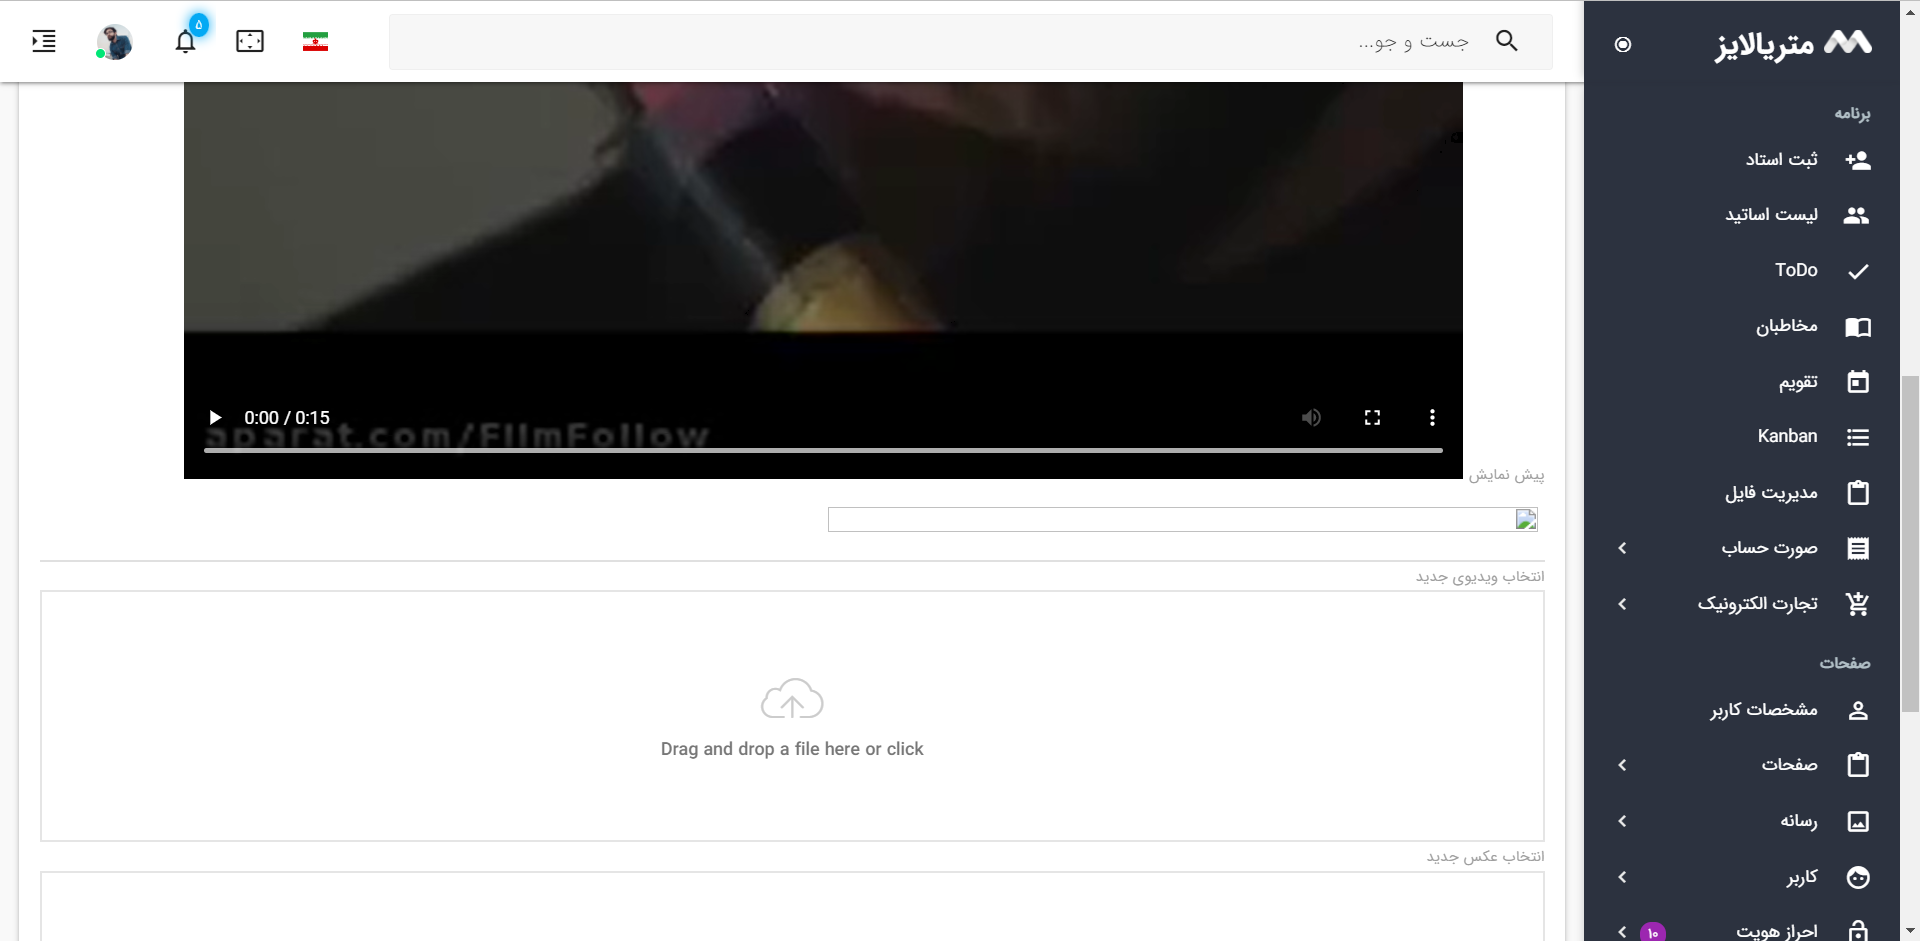 متریالایز
جست و جو...
۵
برنامه
ثبت استاد
لیست اساتید
ToDo
مخاطبان
تقویم
Kanban
مدیریت فایل
صورت حساب
تجارت الکترونیک
صفحات
مشخصات کاربر
صفحات
رسانه
کاربر
احراز هویت
۱۰
0:00 / 0:15
aparat.com/FilmFollow
پیش نمایش
انتخاب ویدیوی جدید
Drag and drop a file here or click
انتخاب عکس جدید